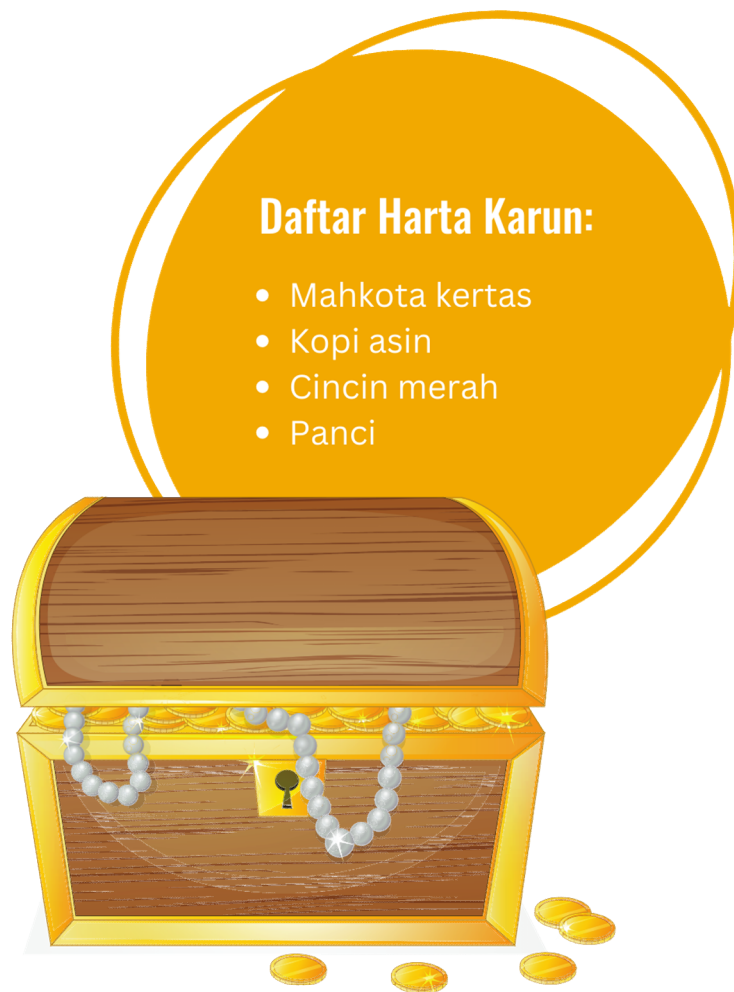 Daftar Harta Karun:
• Mahkota kertas
• Kopi asin
• Cincin merah
• Panci